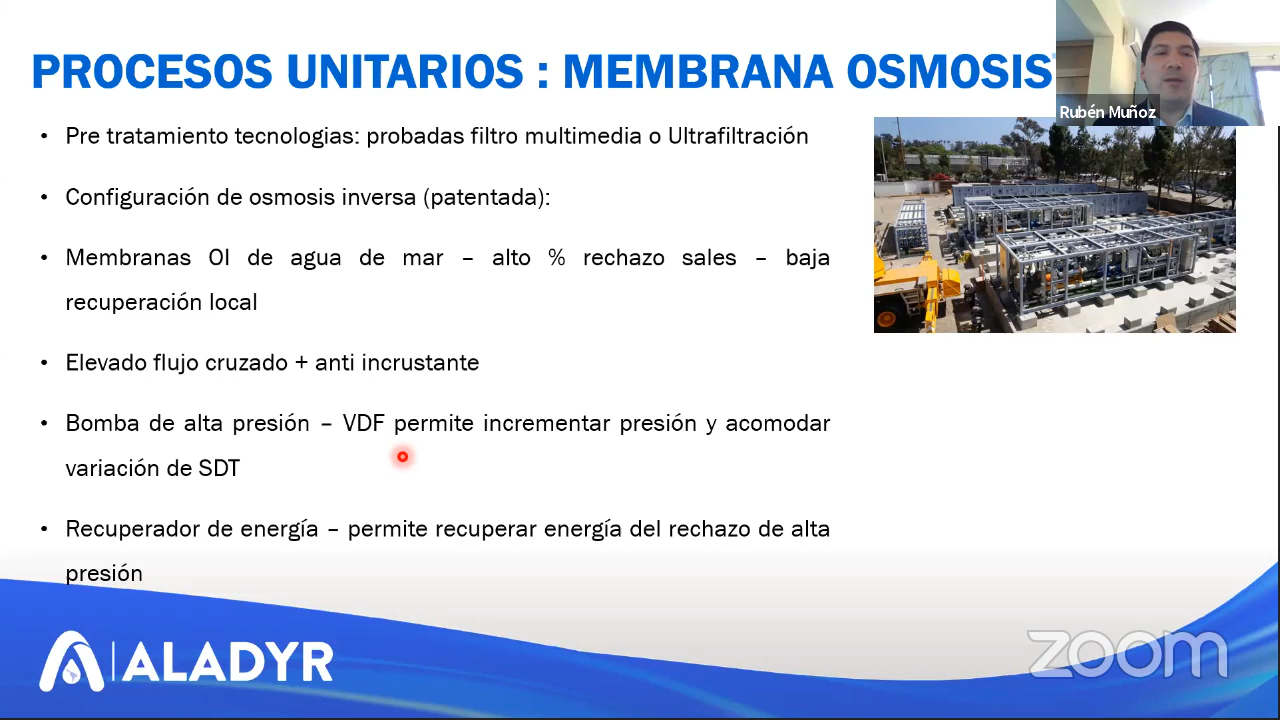 PROCESOS UNITARIOS : MEMBRANA OSMOSIS
Rubén Muñoz
• Pre tratamiento tecnologias: probadas filtro multimedia o Ultrafiltración
• Configuración de osmosis inversa (patentada):
• Membranas OI de agua de mar – alto % rechazo sales – baja
recuperación local
• Elevado flujo cruzado + anti incrustante
• Bomba de alta presión – VDF permite incrementar presión y acomodar
variación de SDT
• Recuperador de energía – permite recuperar energía del rechazo de alta
presión
ALADYR
zoom